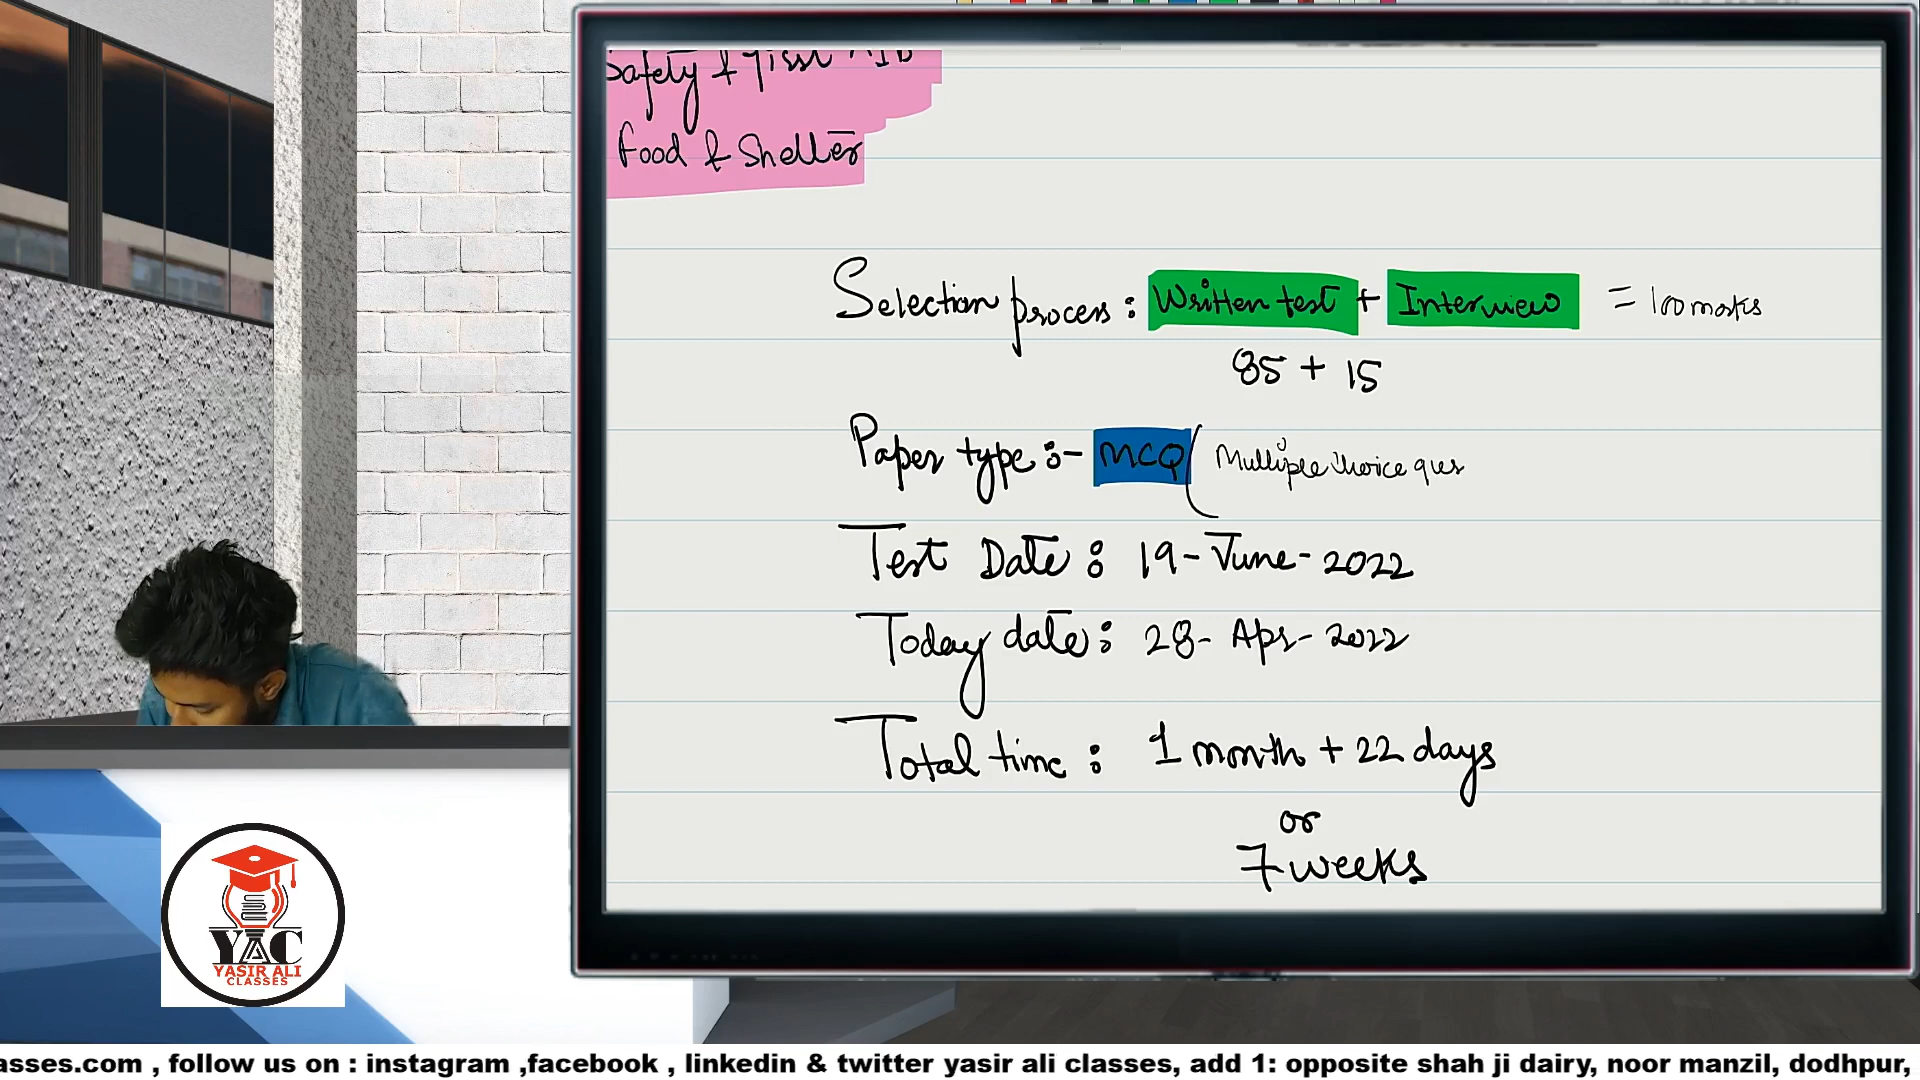 Safety & First AID
Food & Shelter
Selection process: Written test + Interview = 100 marks
85 + 15
Paper type :- MCQ ( Multiple choice ques
Test Date : 19-June-2022
Today date : 28-Apr-2022
Total time : 1 month + 22 days
or
7 weeks
YAC
YASIR ALI
CLASSES
asses.com , follow us on : instagram ,facebook , linkedin & twitter yasir ali classes, add 1: opposite shah ji dairy, noor manzil, dodhpur,